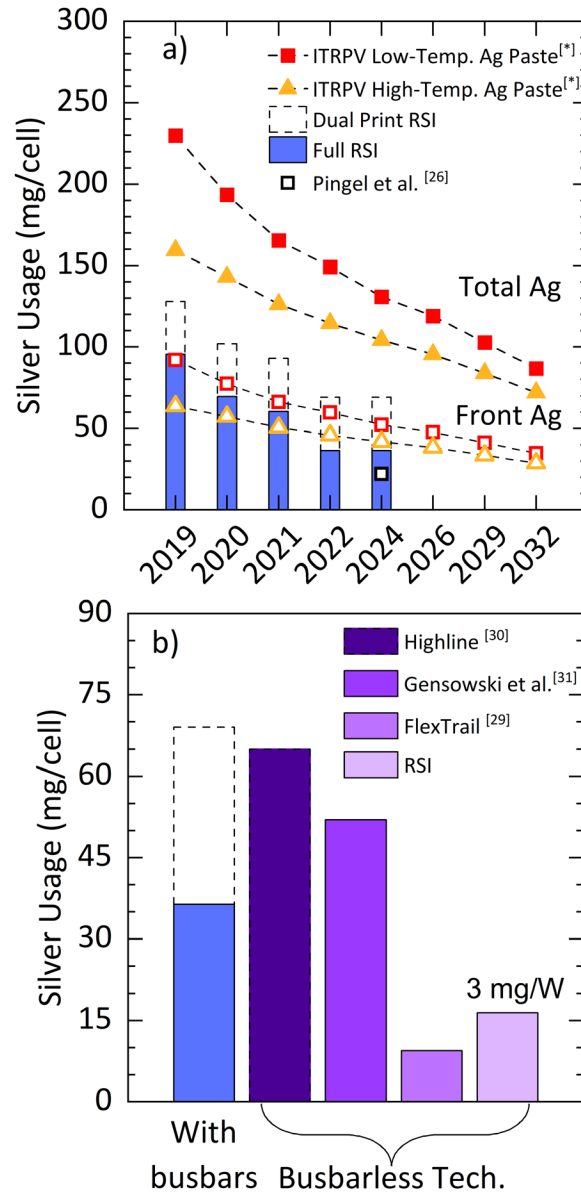 a)
ITRPV Low-Temp. Ag Paste[*]
ITRPV High-Temp. Ag Paste[*]
Dual Print RSI
Full RSI
Pingel et al. [26]
Total Ag
Front Ag
Silver Usage (mg/cell)
300
250
200
150
100
50
0
2019 2020 2021 2022 2024 2026 2029 2032
b)
Highline [30]
Gensowski et al.[31]
FlexTrail [29]
RSI
3 mg/W
Silver Usage (mg/cell)
90
75
60
45
30
15
0
With
busbars
Busbarless Tech.